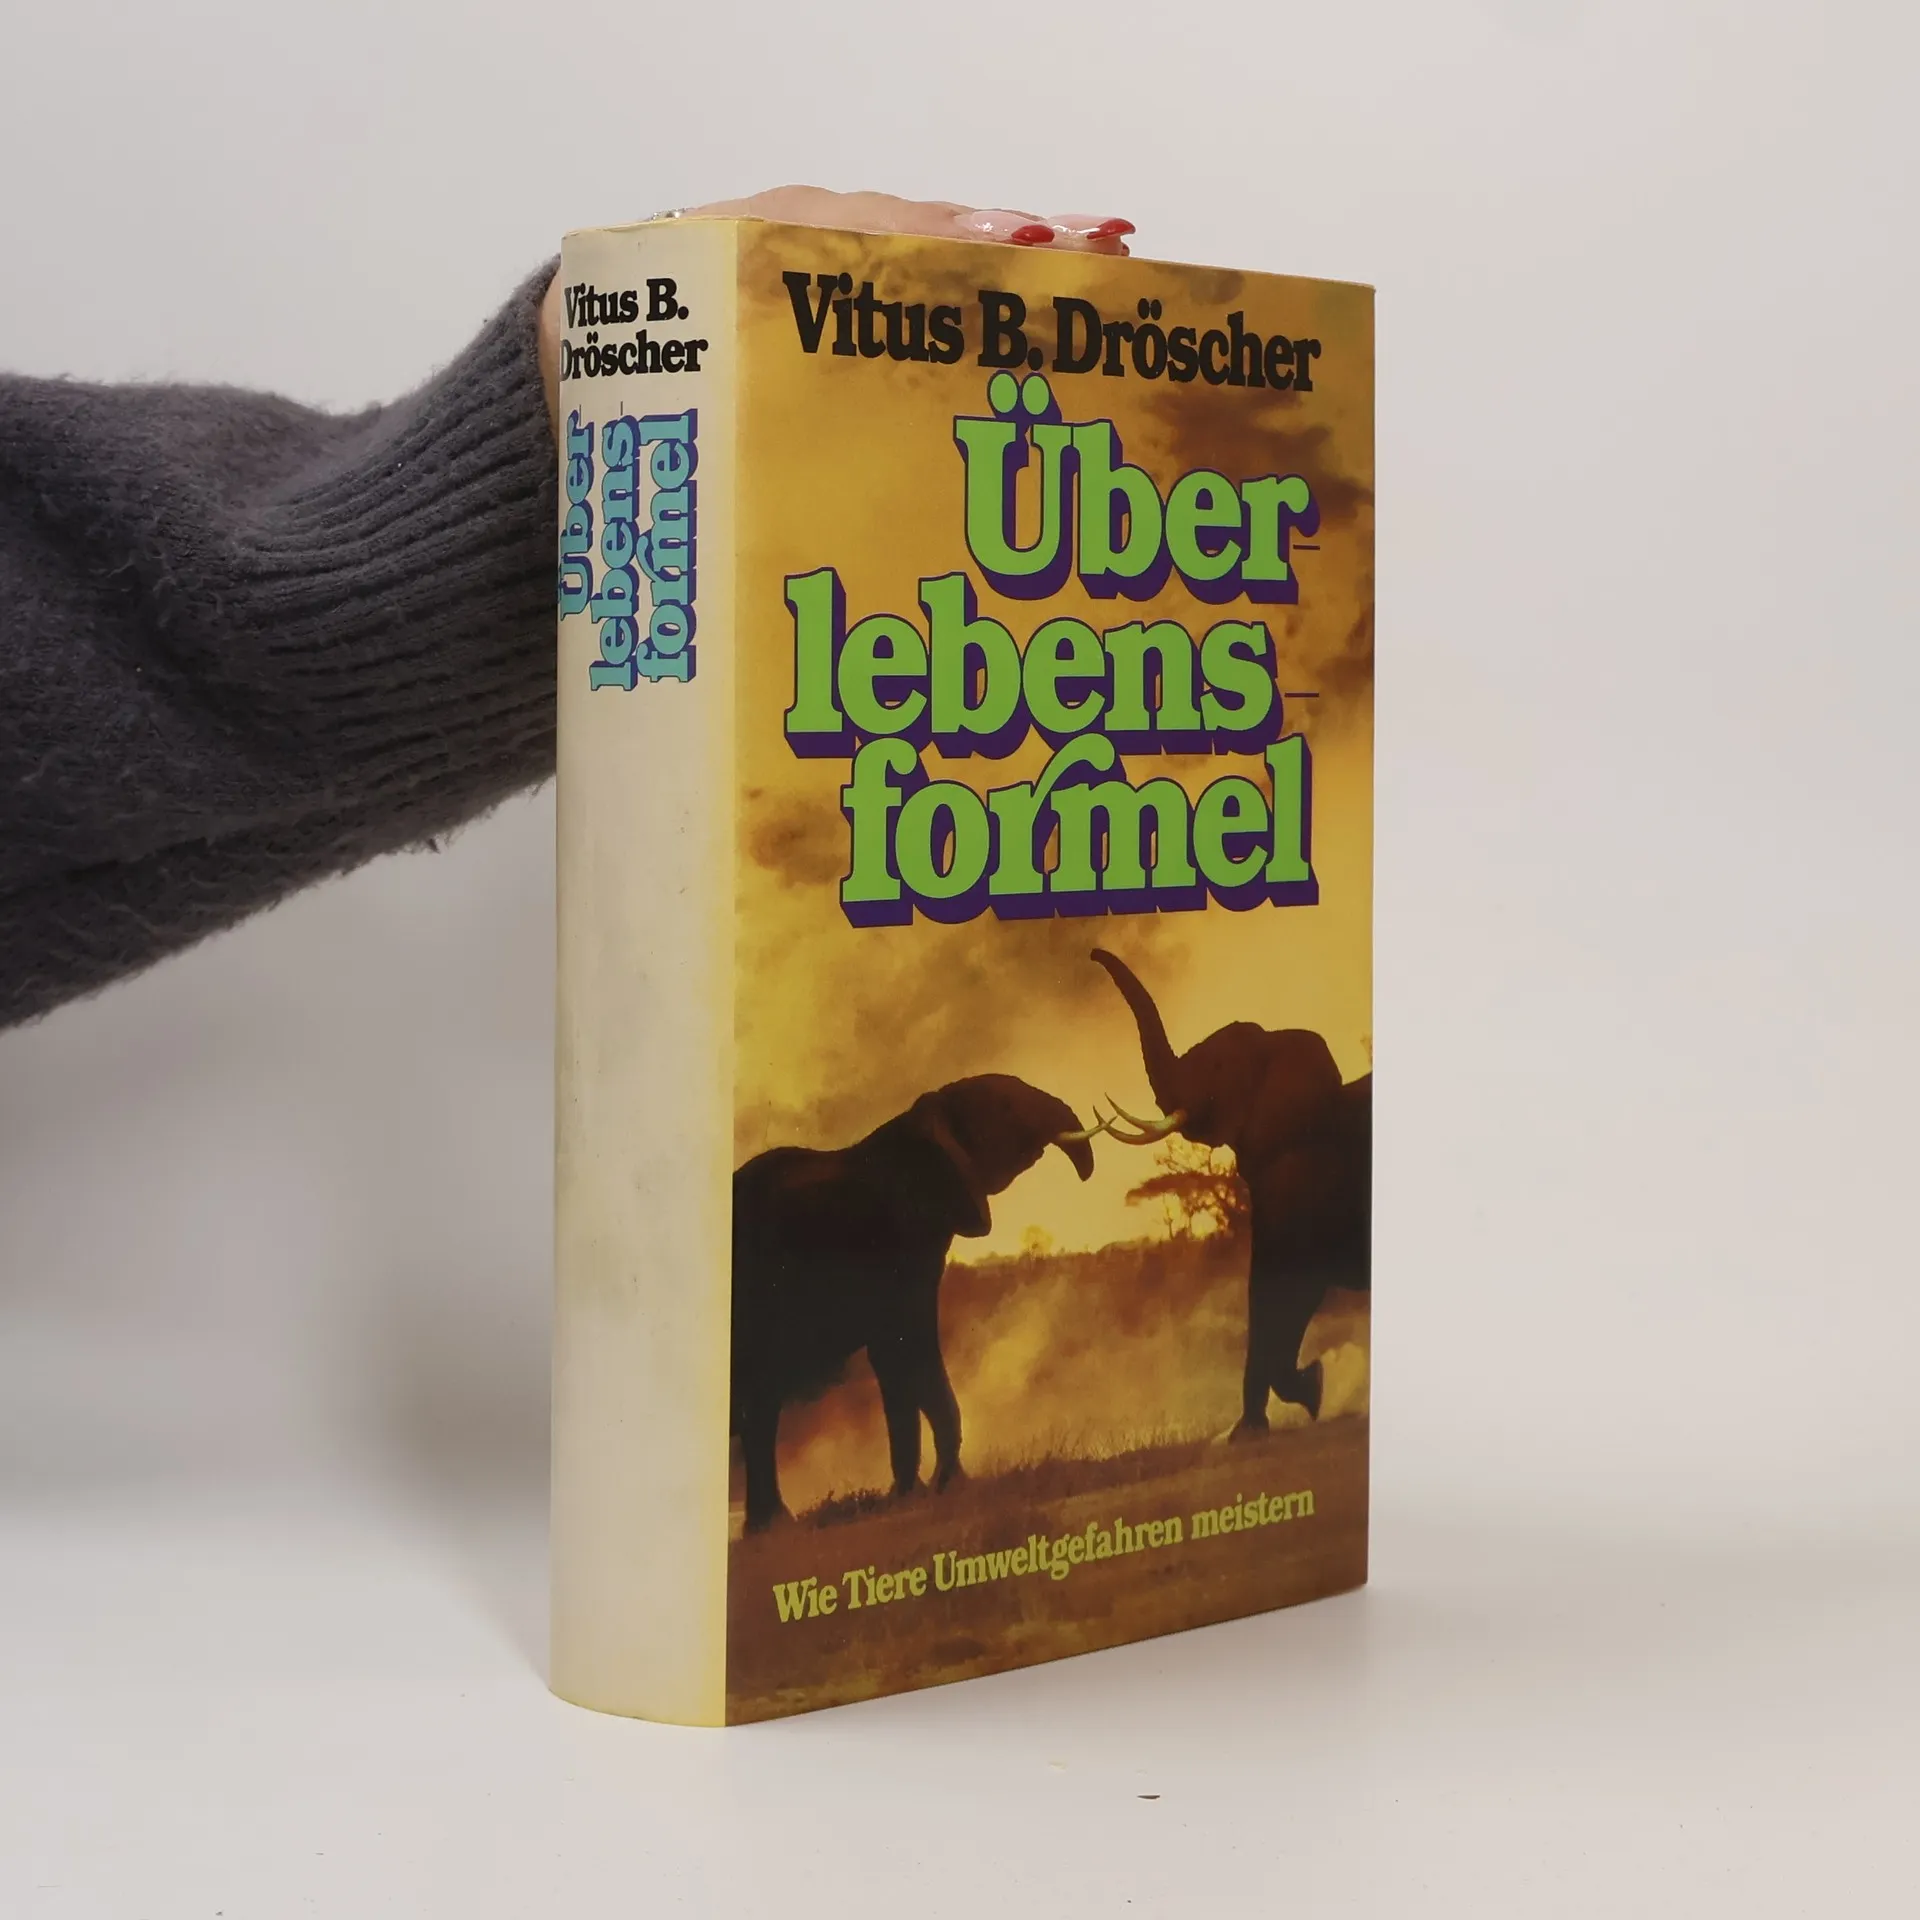 Vitus B.
Dröscher
Über-
lebens-
formel
Vitus B. Dröscher
Über-
lebens-
formel
Wie Tiere Umweltgefahren meistern